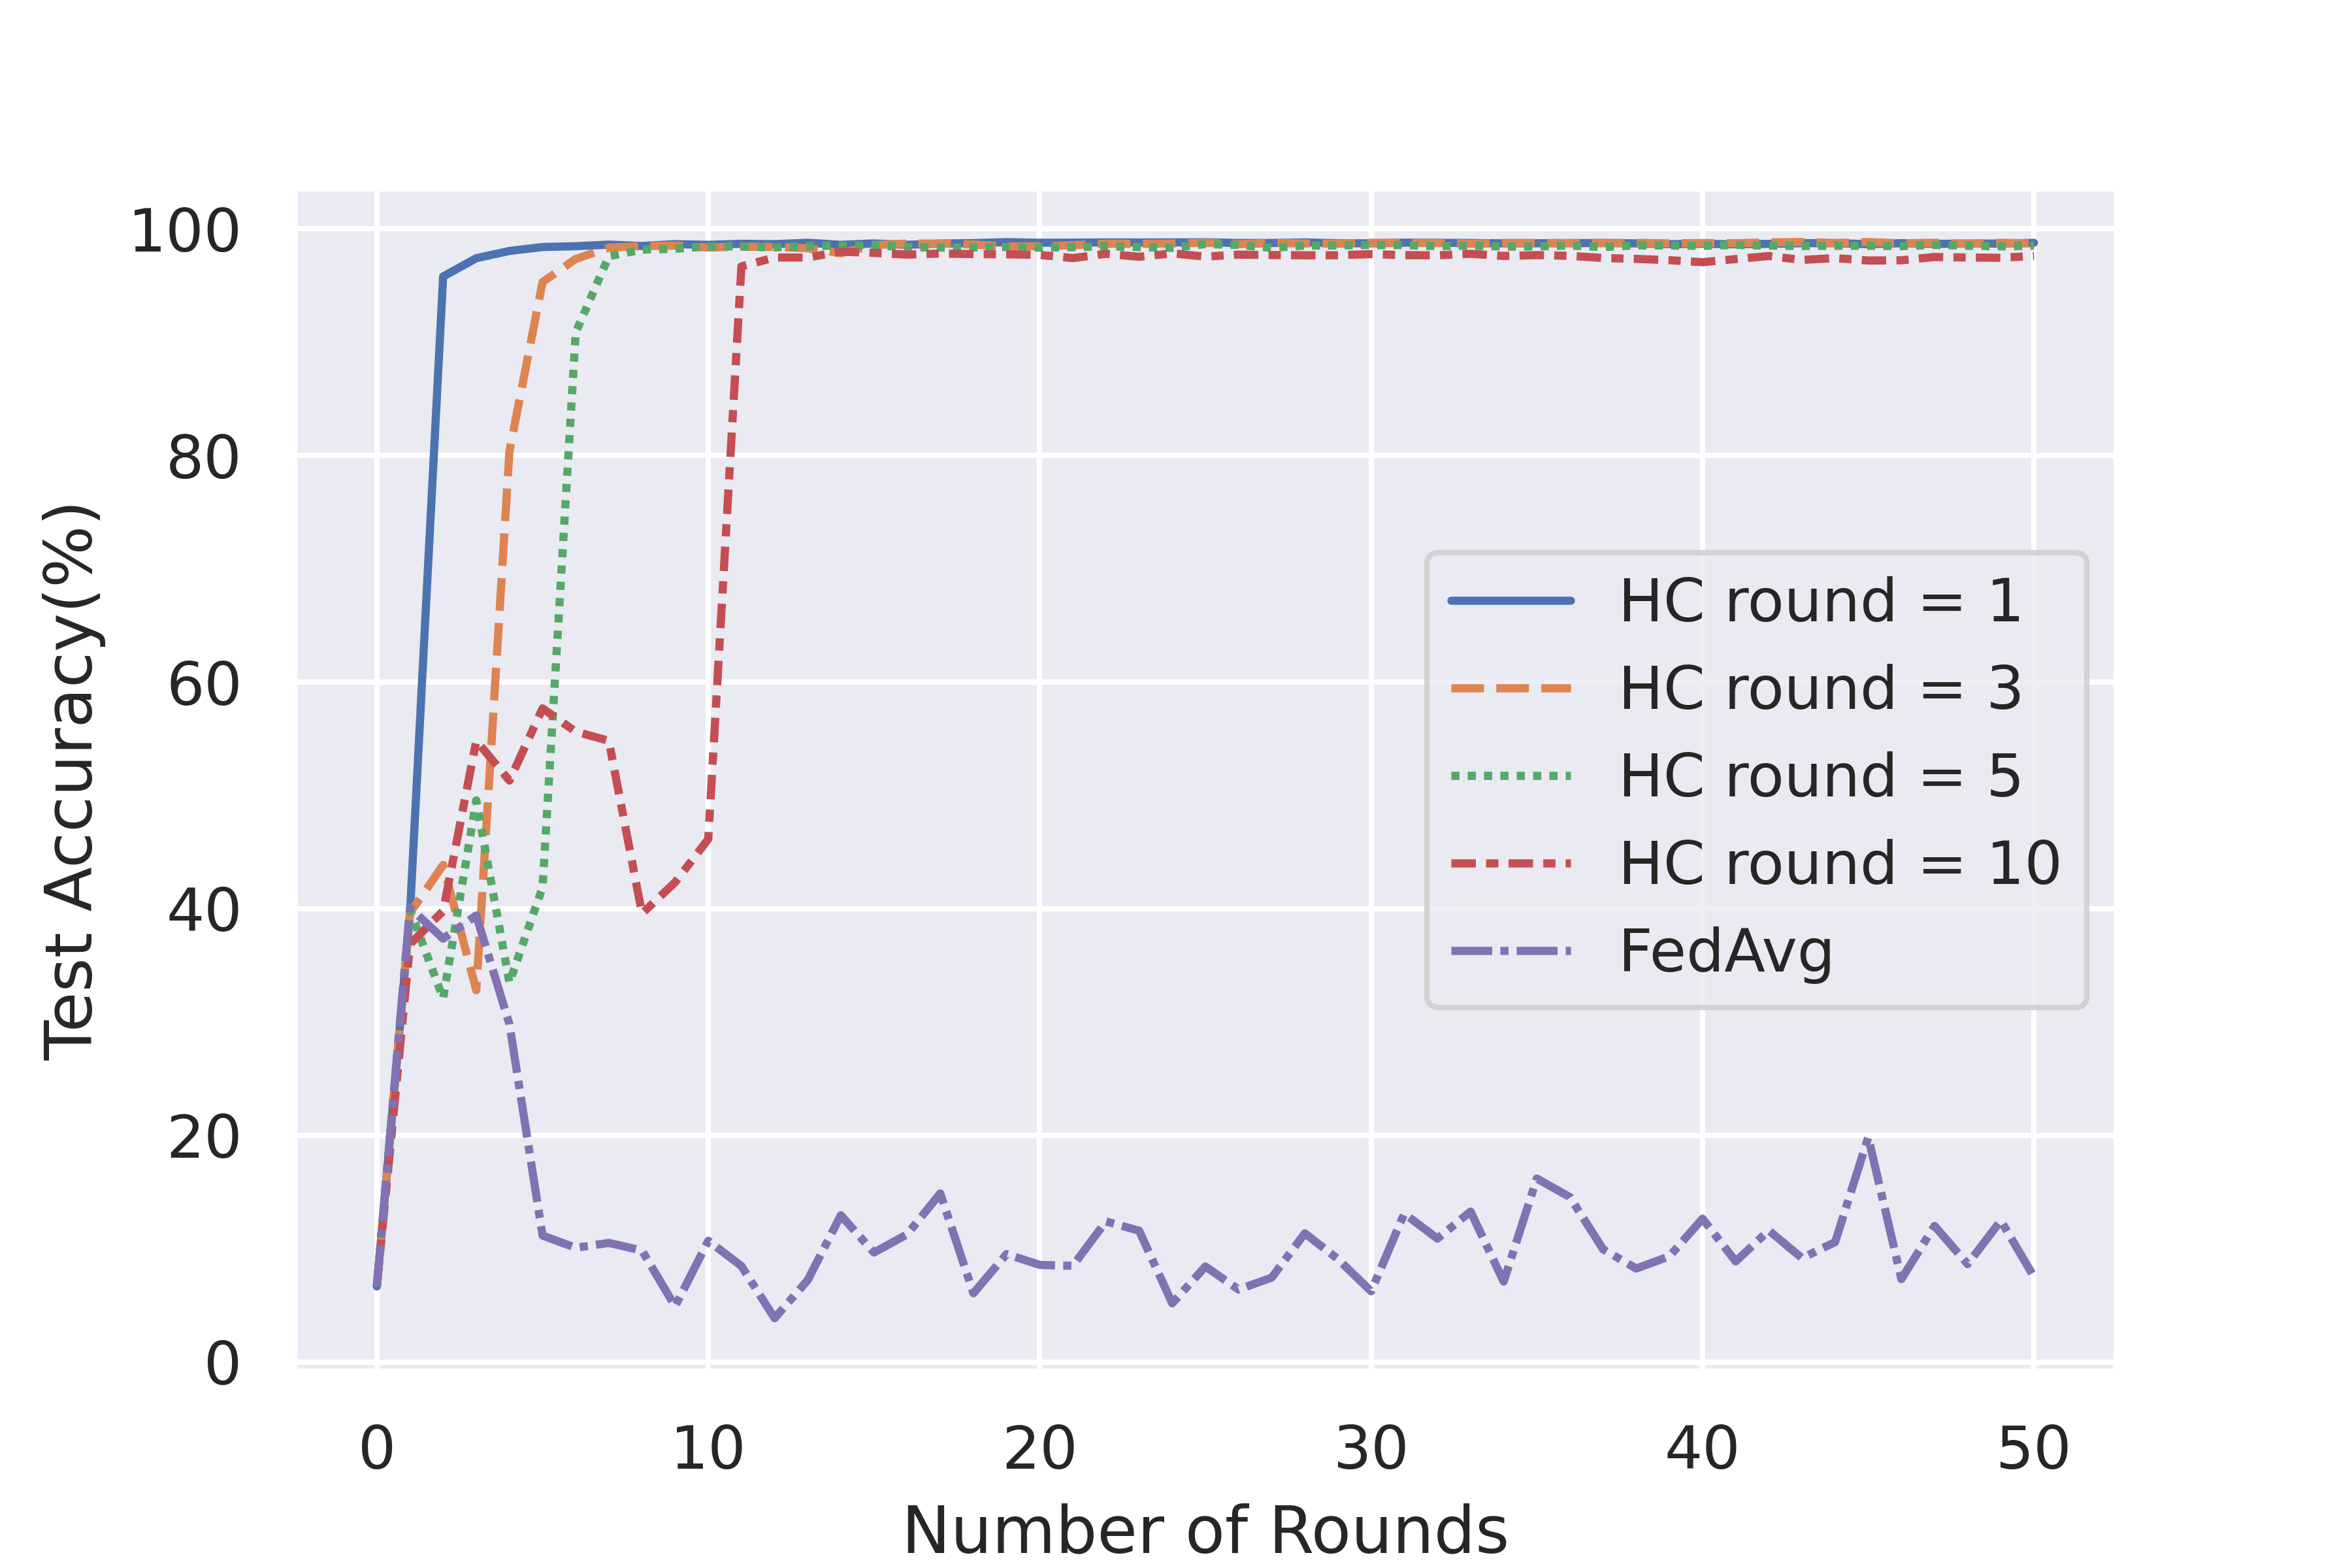 Test Accuracy(%)
100
80
60
40
20
0
HC round = 1
HC round = 3
HC round = 5
HC round = 10
FedAvg
0 10 20 30 40 50
Number of Rounds